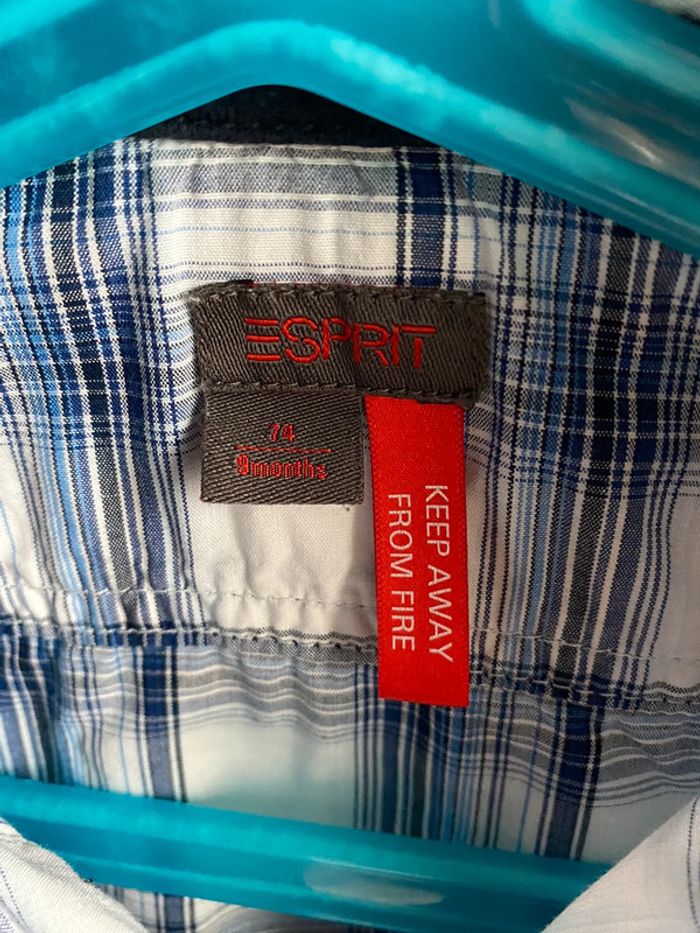 ESPRIT
74
9months
KEEP AWAY
FROM FIRE